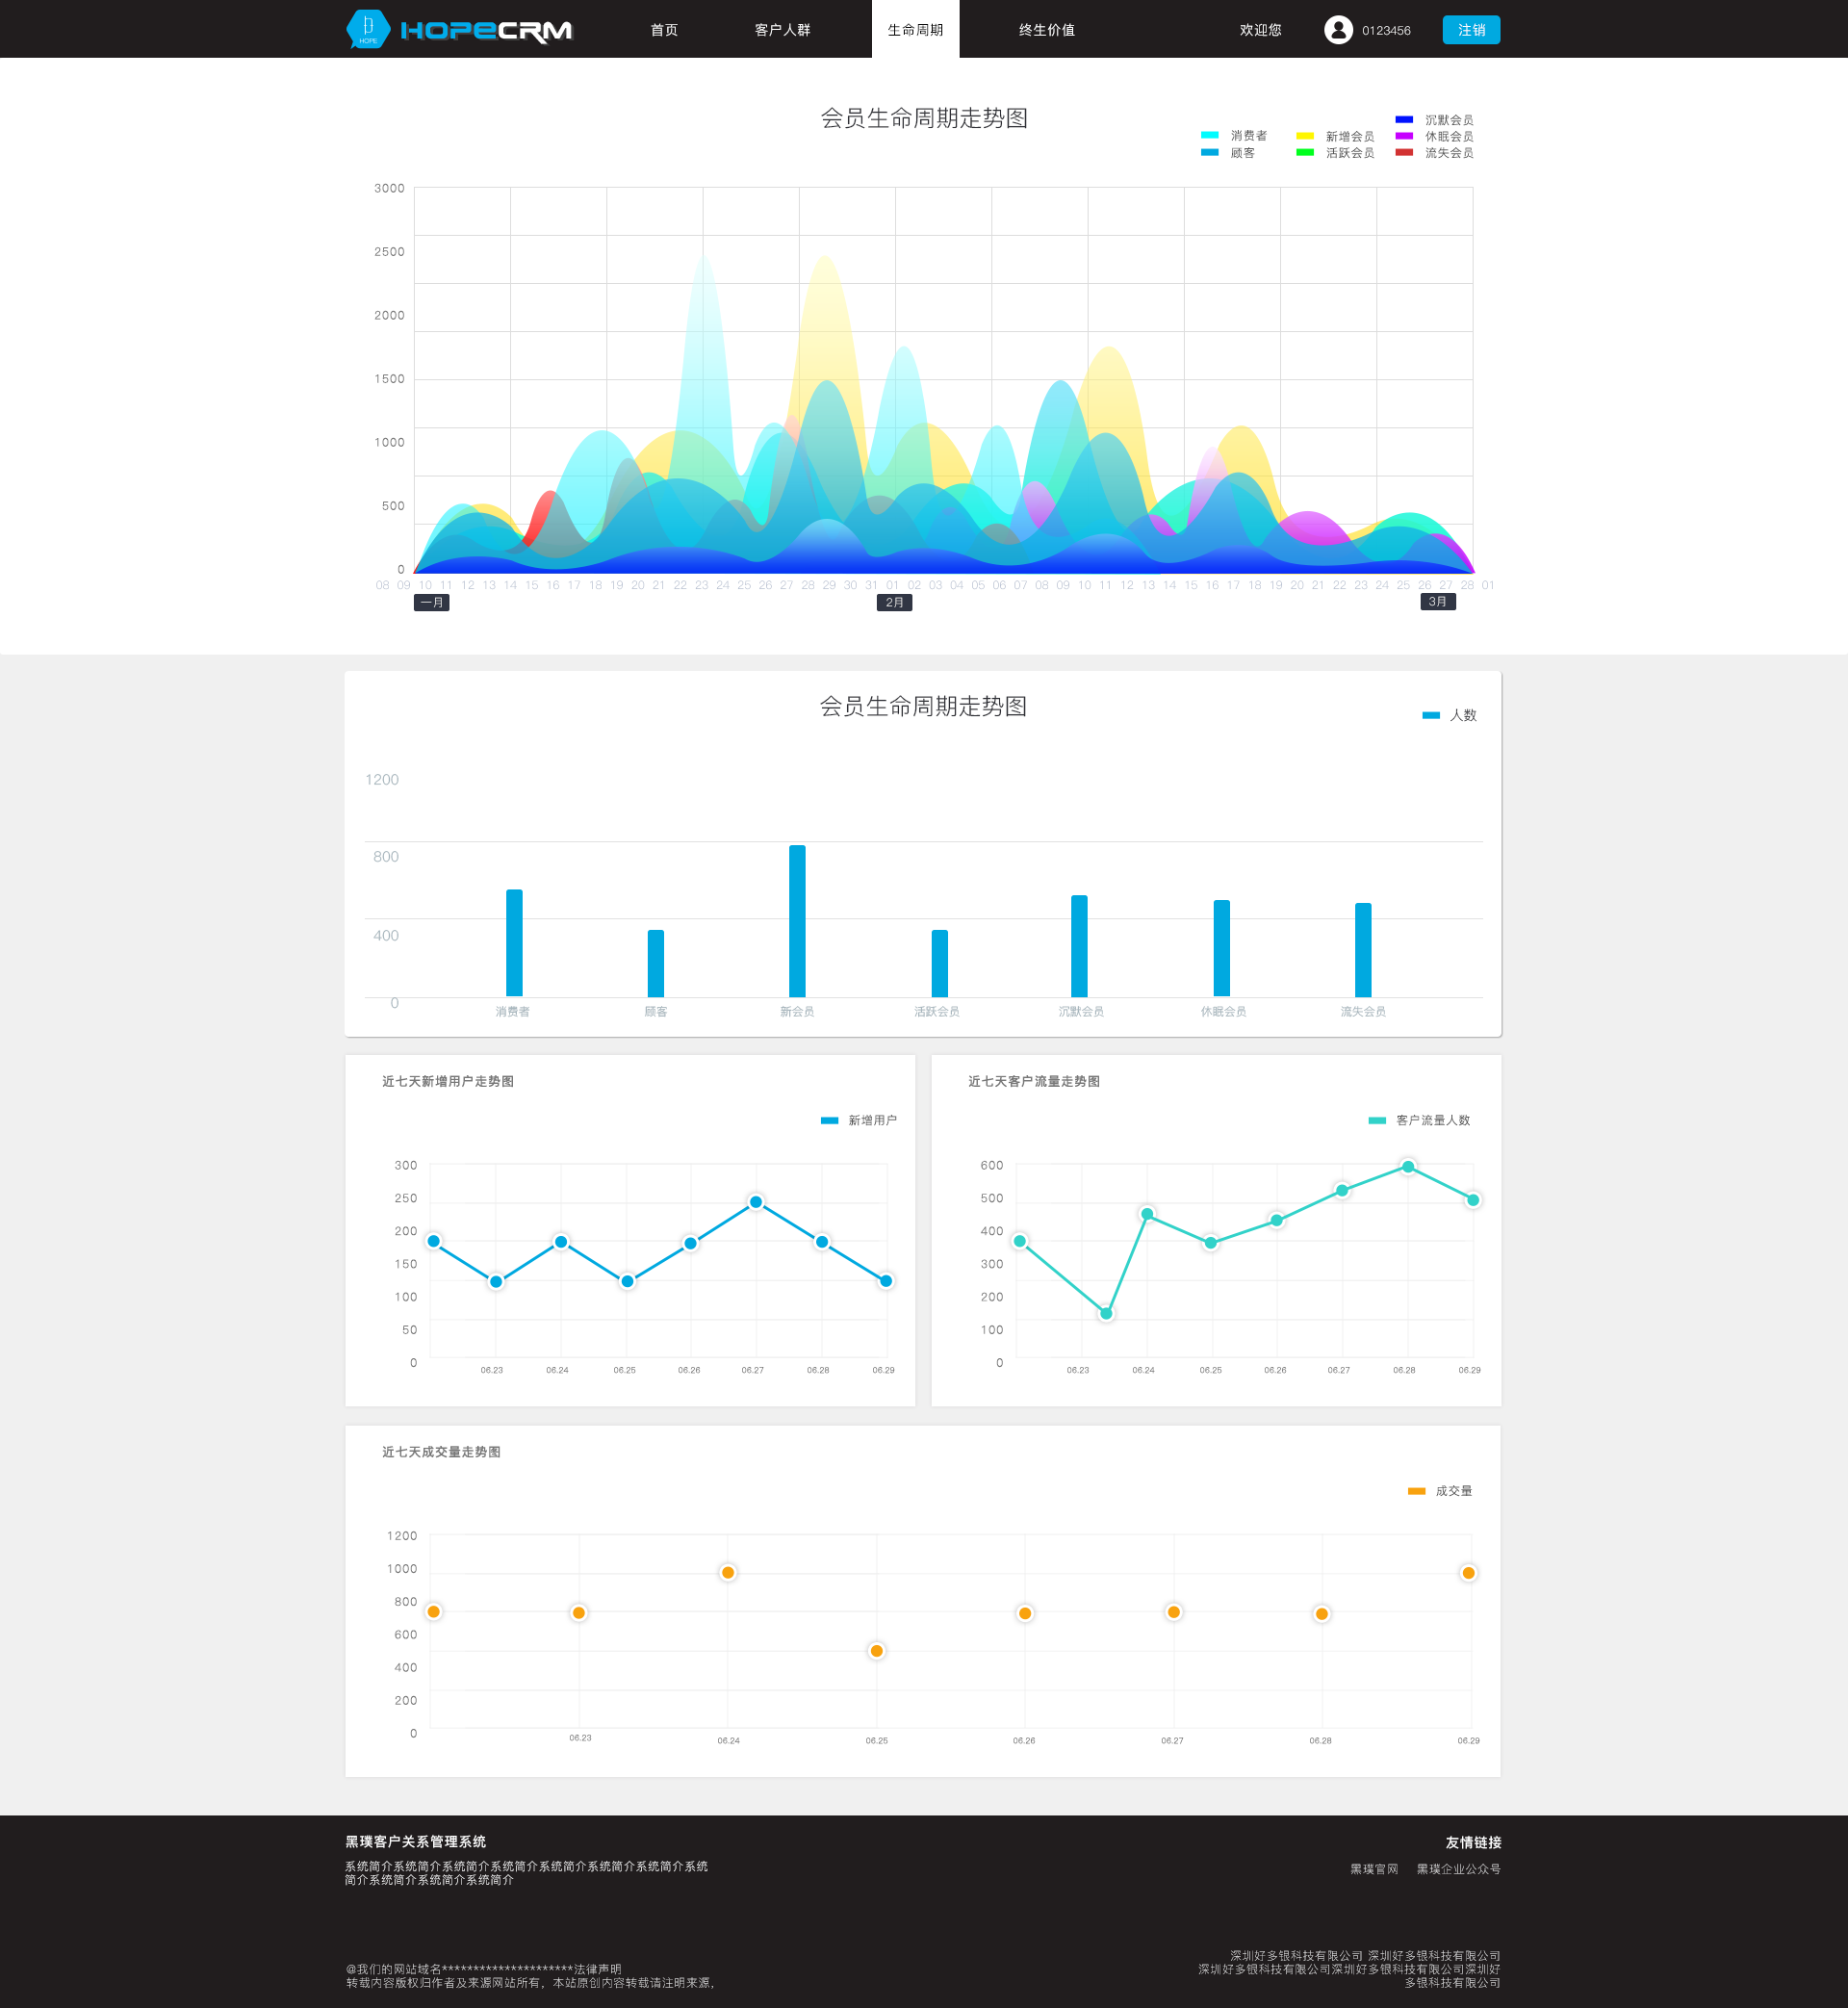 HOPE HOPECRM 首页 客户人群 生命周期 终生价值 欢迎您 0123456 注销
会员生命周期走势图
沉默会员
消费者 新增会员 休眠会员
顾客 活跃会员 流失会员
3000
2500
2000
1500
1000
500
0
08 09 10 11 12 13 14 15 16 17 18 19 20 21 22 23 24 25 26 27 28 29 30 31 01 02 03 04 05 06 07 08 09 10 11 12 13 14 15 16 17 18 19 20 21 22 23 24 25 26 27 28 01
一月 2月 3月
会员生命周期走势图
人数
1200
800
400
0
消费者 顾客 新会员 活跃会员 沉默会员 休眠会员 流失会员
近七天新增用户走势图
新增用户
300
250
200
150
100
50
0
06.23 06.24 06.25 06.26 06.27 06.28 06.29
近七天客户流量走势图
客户流量人数
600
500
400
300
200
100
0
06.23 06.24 06.25 06.26 06.27 06.28 06.29
近七天成交量走势图
成交量
1200
1000
800
600
400
200
0
06.23 06.24 06.25 06.26 06.27 06.28 06.29
黑璞客户关系管理系统
系统简介系统简介系统简介系统简介系统简介系统简介系统简介系统
简介系统简介系统简介系统简介
友情链接
黑璞官网 黑璞企业公众号
@我们的网站域名*********************法律声明
转载内容版权归作者及来源网站所有，本站原创内容转载请注明来源，
深圳好多银科技有限公司 深圳好多银科技有限公司
深圳好多银科技有限公司深圳好多银科技有限公司深圳好
多银科技有限公司